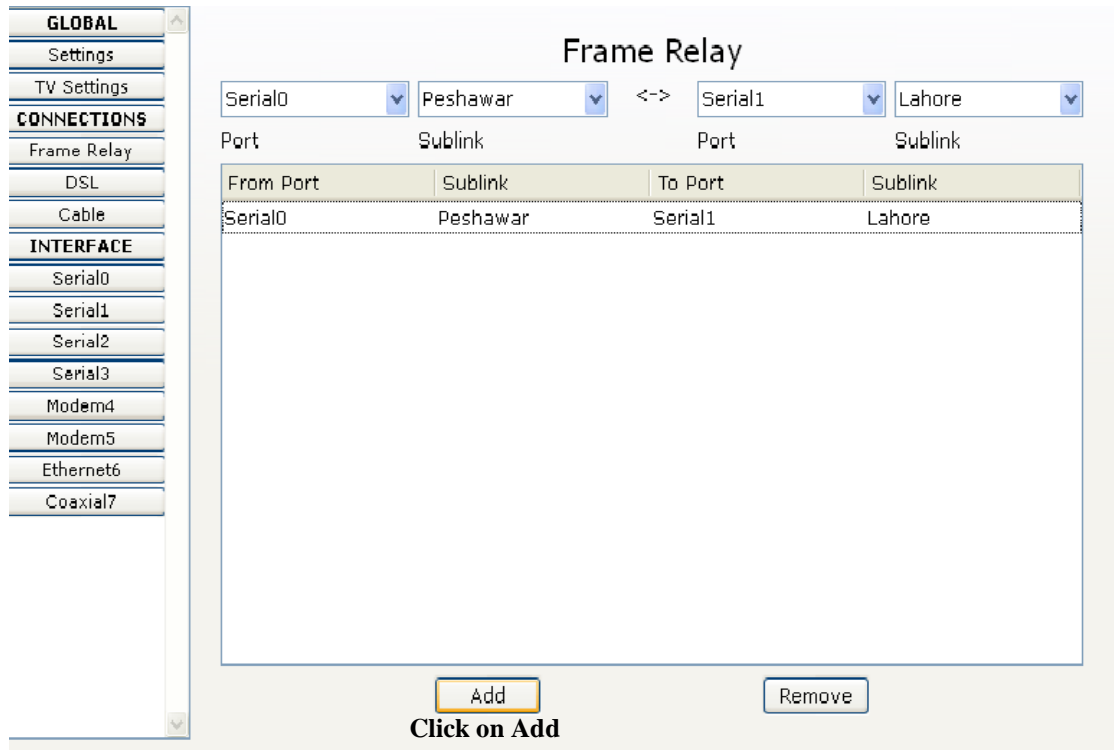 GLOBAL
Settings
TV Settings
CONNECTIONS
Frame Relay
DSL
Cable
INTERFACE
Serial0
Serial1
Serial2
Serial3
Modem4
Modem5
Ethernet6
Coaxial7
Frame Relay
Serial0 Peshawar <-> Serial1 Lahore
Port Sublink Port Sublink
From Port Sublink To Port Sublink
Serial0 Peshawar Serial1 Lahore
Add Remove
Click on Add